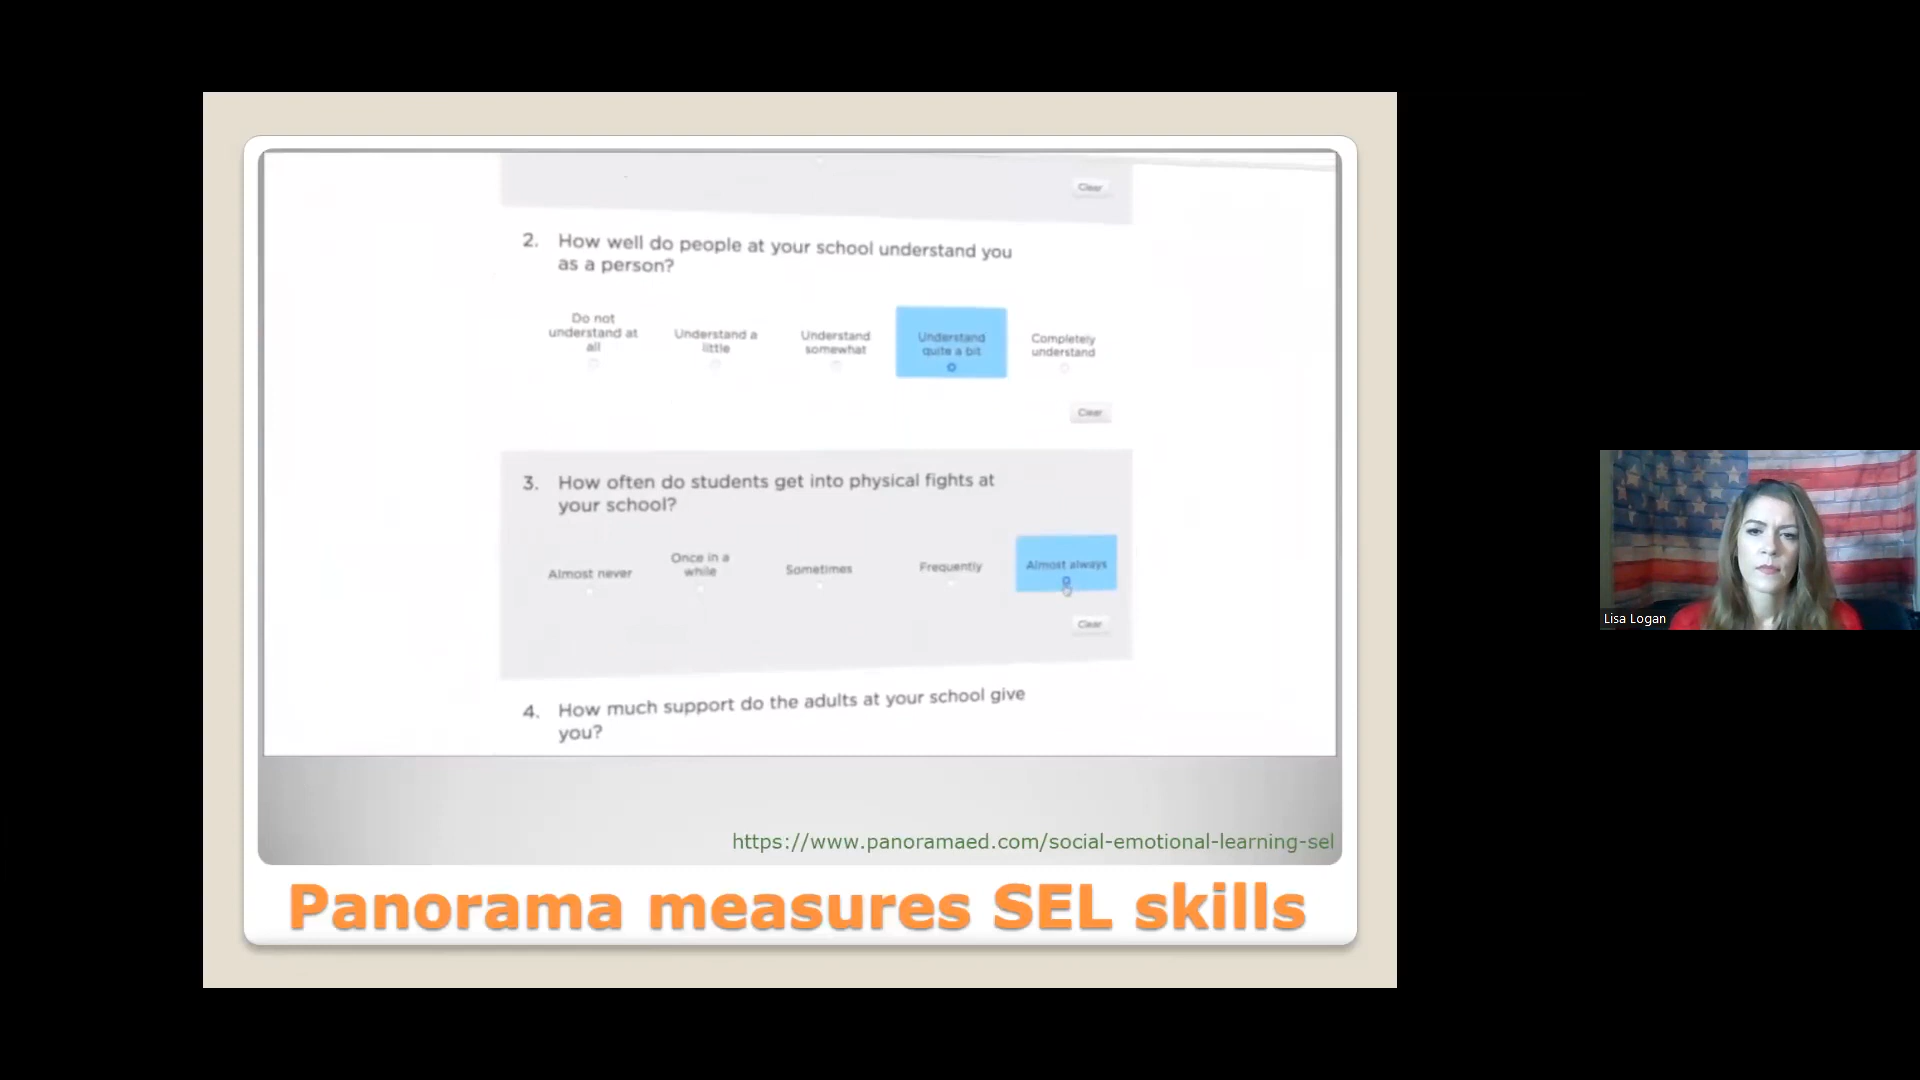 Clear
2. How well do people at your school understand you
as a person?
Do not
understand at
all
Understand a
little
Understand
somewhat
Understand
quite a bit
Completely
understand
Clear
3. How often do students get into physical fights at
your school?
Almost never
Once in a
while
Sometimes
Frequently
Almost always
Clear
4. How much support do the adults at your school give
you?
https://www.panoramaed.com/social-emotional-learning-sel
Panorama measures SEL skills
Lisa Logan